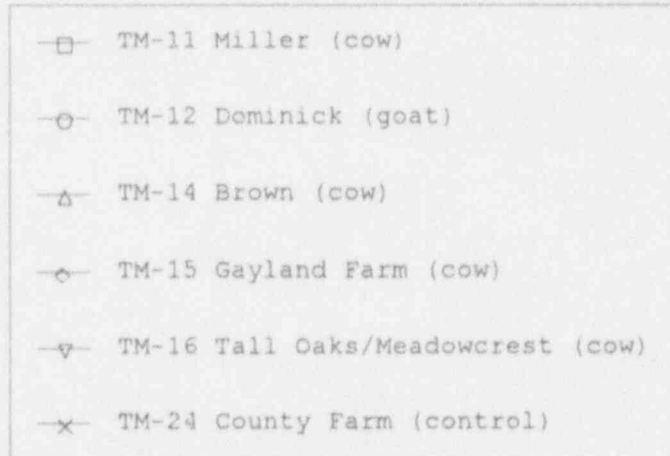 TM-11 Miller (cow)
TM-12 Dominick (goat)
TM-14 Brown (cow)
TM-15 Gayland Farm (cow)
TM-16 Tall Oaks/Meadowcrest (cow)
TM-24 County Farm (control)